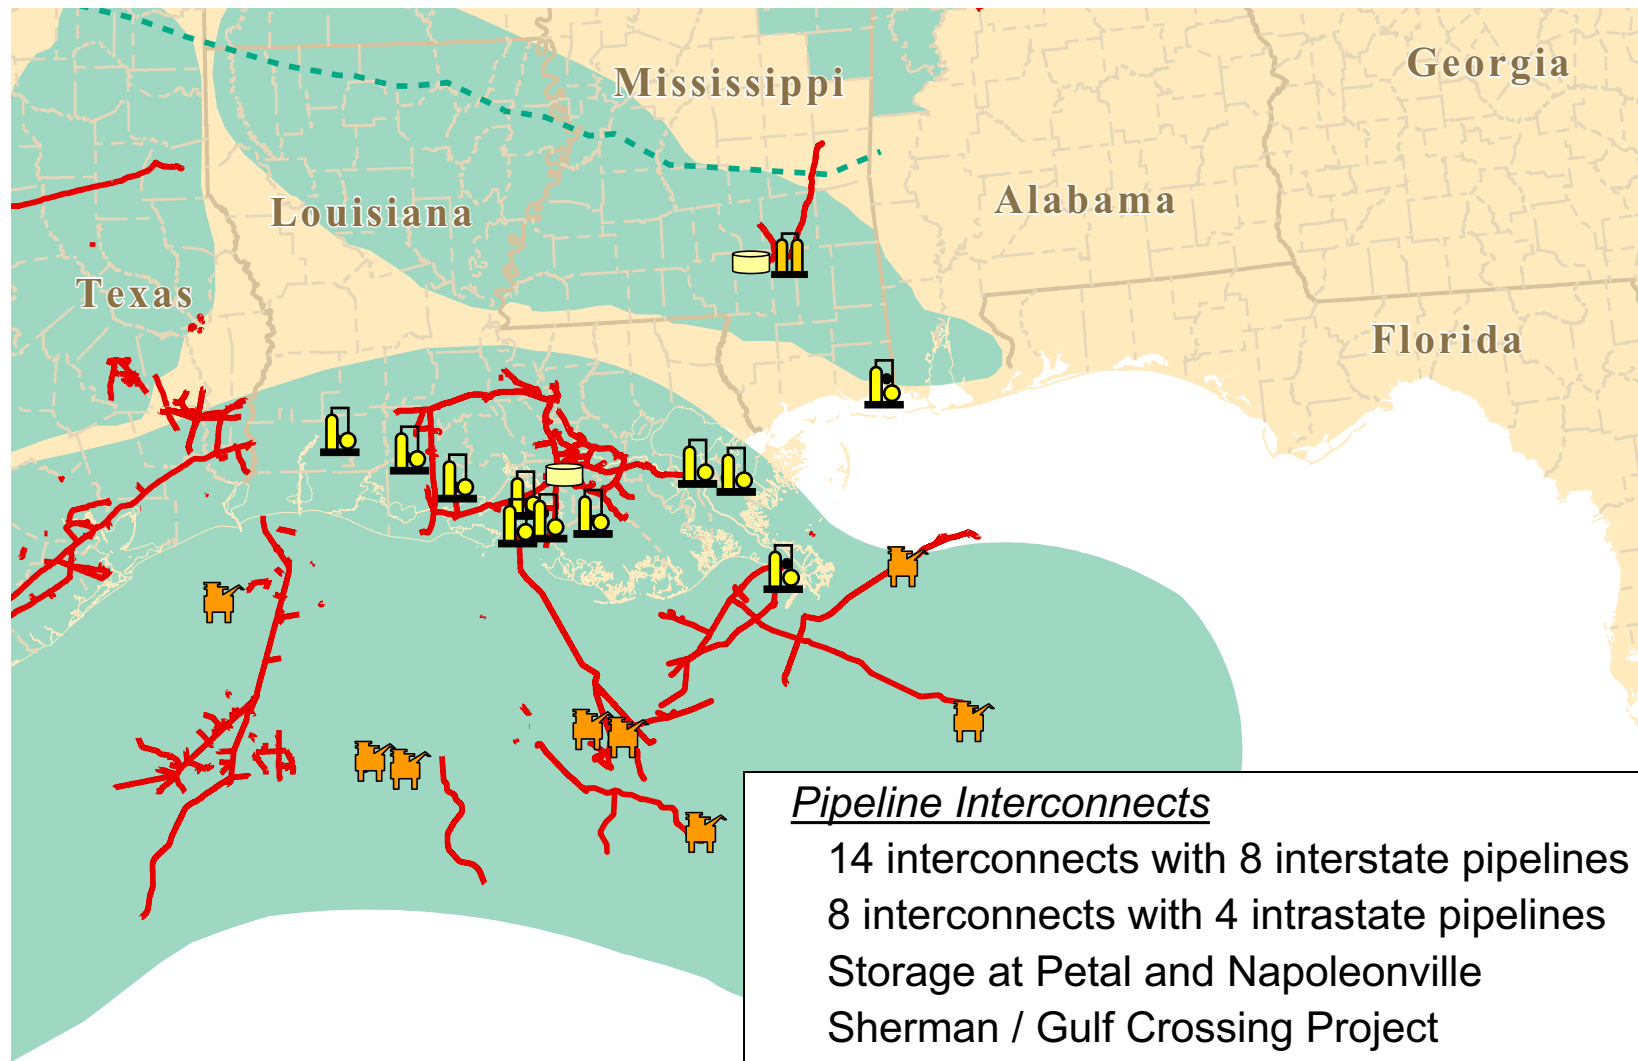 Mississippi
Georgia
Louisiana
Alabama
Texas
Florida
Pipeline Interconnects
14 interconnects with 8 interstate pipelines
8 interconnects with 4 intrastate pipelines
Storage at Petal and Napoleonville
Sherman / Gulf Crossing Project